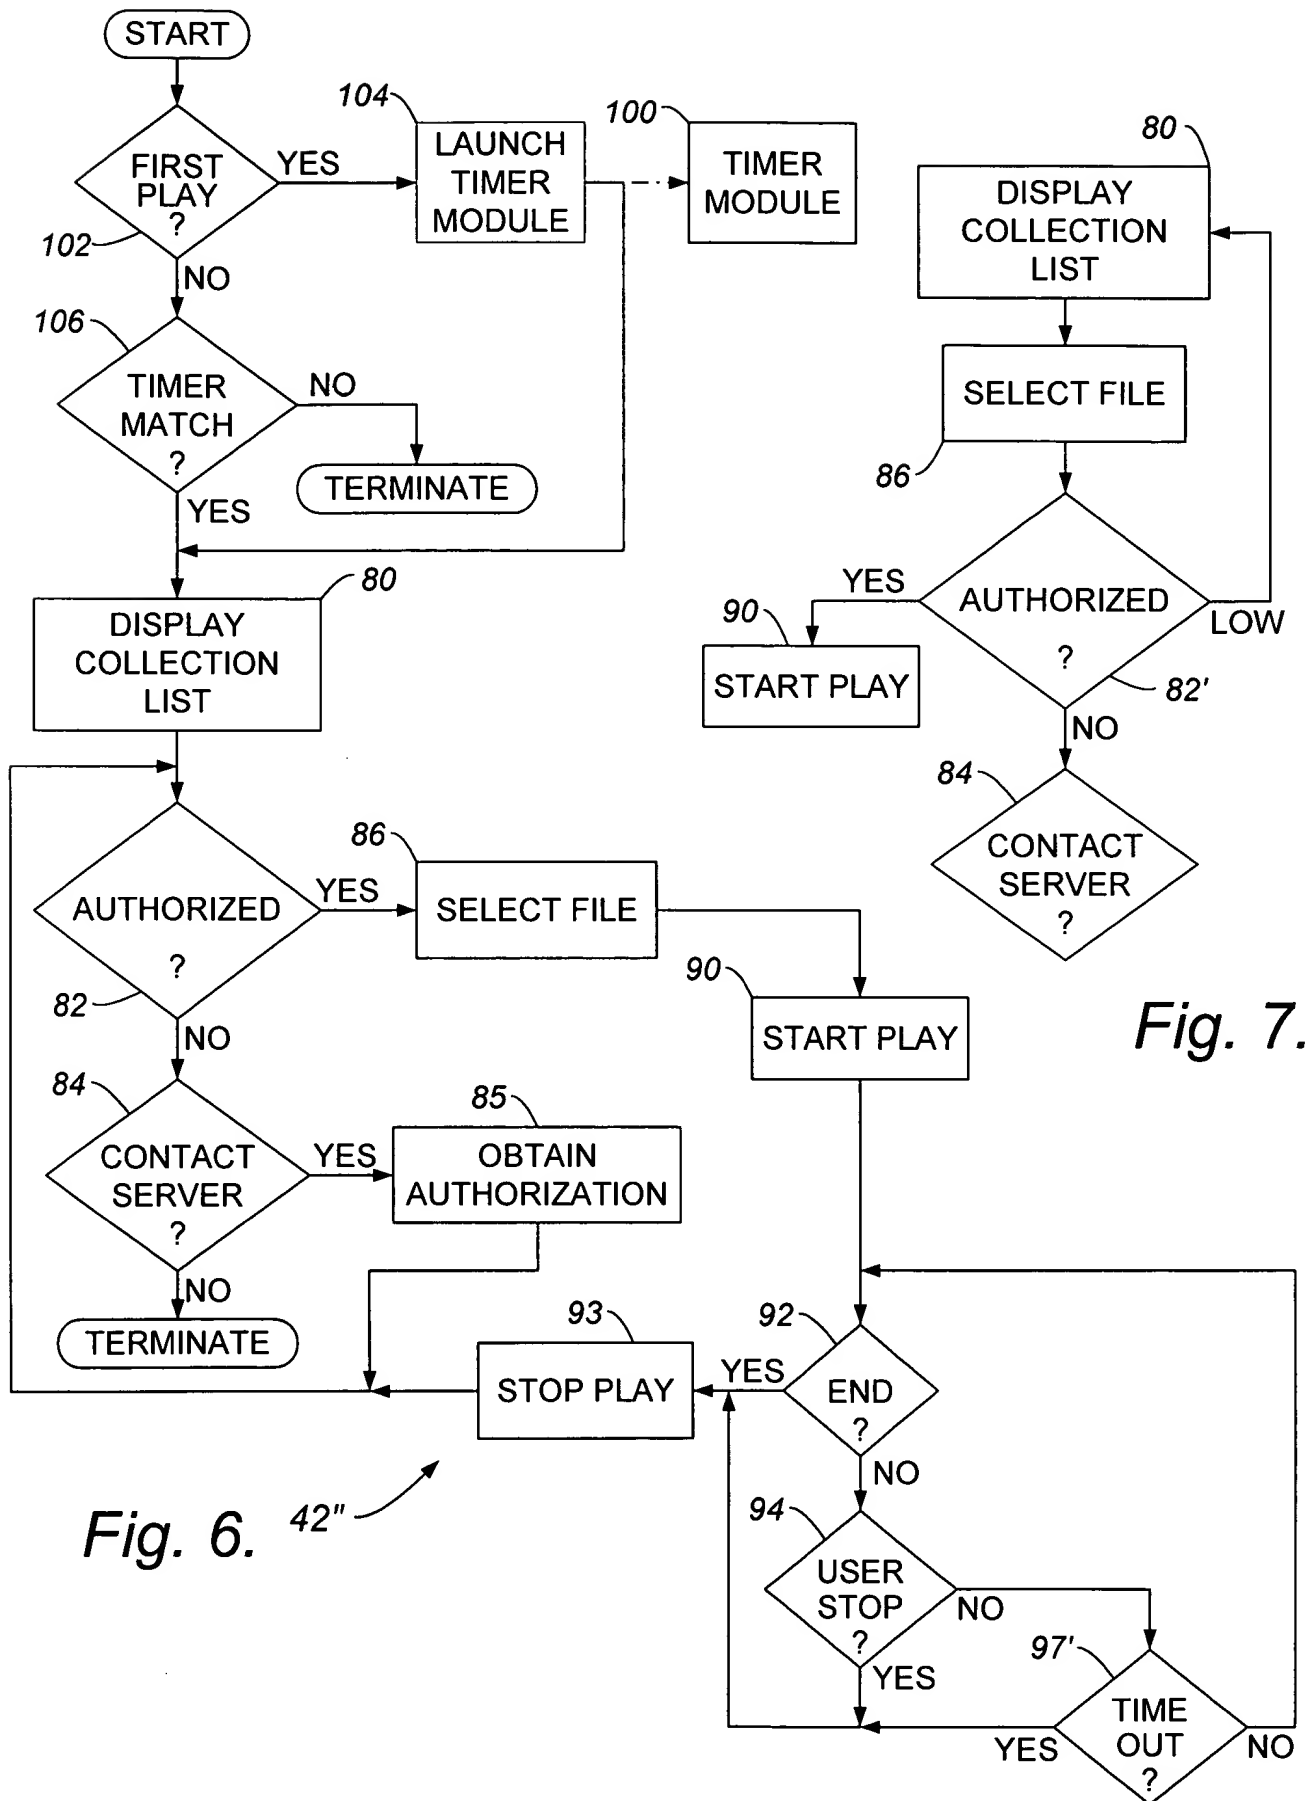 START
FIRST
PLAY
?
102
YES
NO
104
LAUNCH
TIMER
MODULE
100
TIMER
MODULE
106
TIMER
MATCH
?
NO
TERMINATE
YES
80
DISPLAY
COLLECTION
LIST
AUTHORIZED
?
82
YES
NO
86
SELECT FILE
90
START PLAY
84
CONTACT
SERVER
?
YES
NO
TERMINATE
85
OBTAIN
AUTHORIZATION
93
STOP PLAY
92
END
?
YES
NO
94
USER
STOP
?
NO
YES
97'
TIME
OUT
?
YES
NO
Fig. 6.
42"
80
DISPLAY
COLLECTION
LIST
SELECT FILE
86
AUTHORIZED
?
82'
YES
LOW
NO
90
START PLAY
84
CONTACT
SERVER
?
Fig. 7.